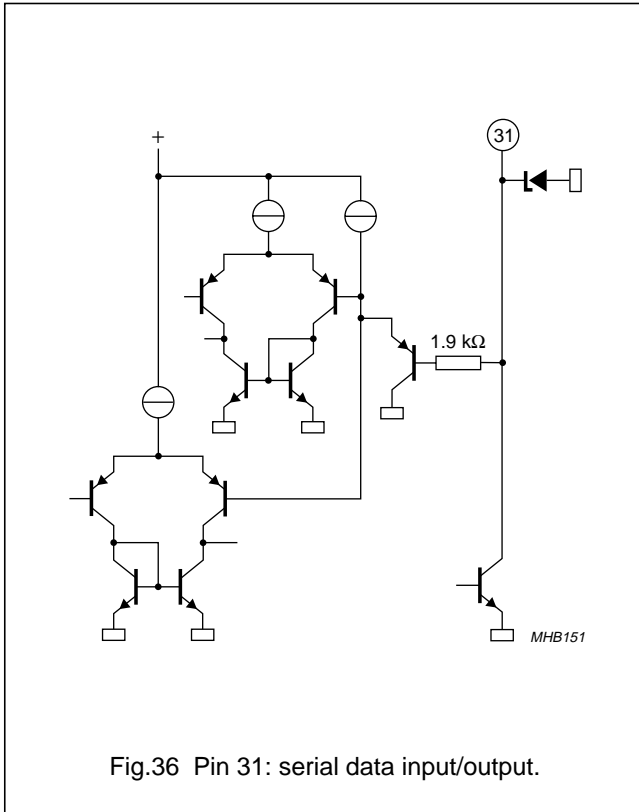 +
31
1.9 kΩ
MHB151
Fig.36 Pin 31: serial data input/output.